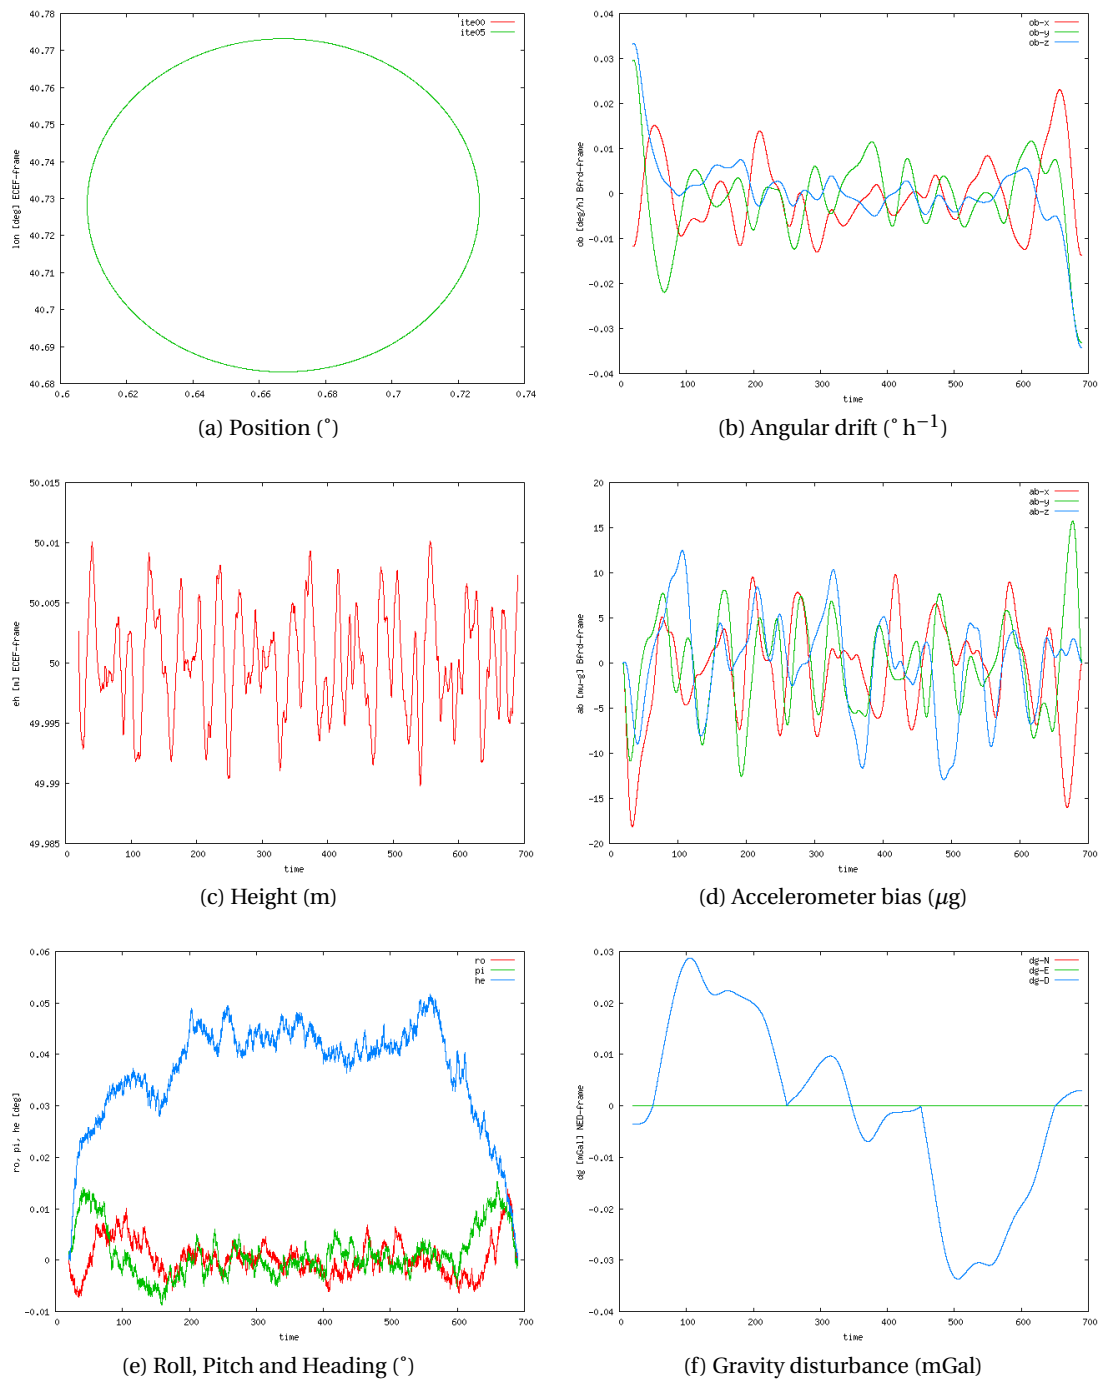 40.78
40.77
40.76
40.75
40.74
40.73
40.72
40.71
40.7
40.69
40.68
lon [deg] ECEF-frame
ite00
ite05
0.6 0.62 0.64 0.66 0.68 0.7 0.72 0.74
(a) Position (°)
0.04
0.03
0.02
0.01
0
-0.01
-0.02
-0.03
-0.04
ob [deg/h] Bfrd-frame
ob-x
ob-y
ob-z
0 100 200 300 400 500 600 700
time
(b) Angular drift (° h⁻¹)
50.015
50.01
50.005
50
49.995
49.99
49.985
eh [m] ECEF-frame
0 100 200 300 400 500 600 700
time
(c) Height (m)
20
15
10
5
0
-5
-10
-15
-20
ab [mu-g] Bfrd-frame
ab-x
ab-y
ab-z
0 100 200 300 400 500 600 700
time
(d) Accelerometer bias (μg)
0.06
0.05
0.04
0.03
0.02
0.01
0
-0.01
ro, pi, he [deg]
ro
pi
he
0 100 200 300 400 500 600 700
time
(e) Roll, Pitch and Heading (°)
0.03
0.02
0.01
0
-0.01
-0.02
-0.03
-0.04
dg [mGal] NED-frame
dg-N
dg-E
dg-D
0 100 200 300 400 500 600 700
time
(f) Gravity disturbance (mGal)